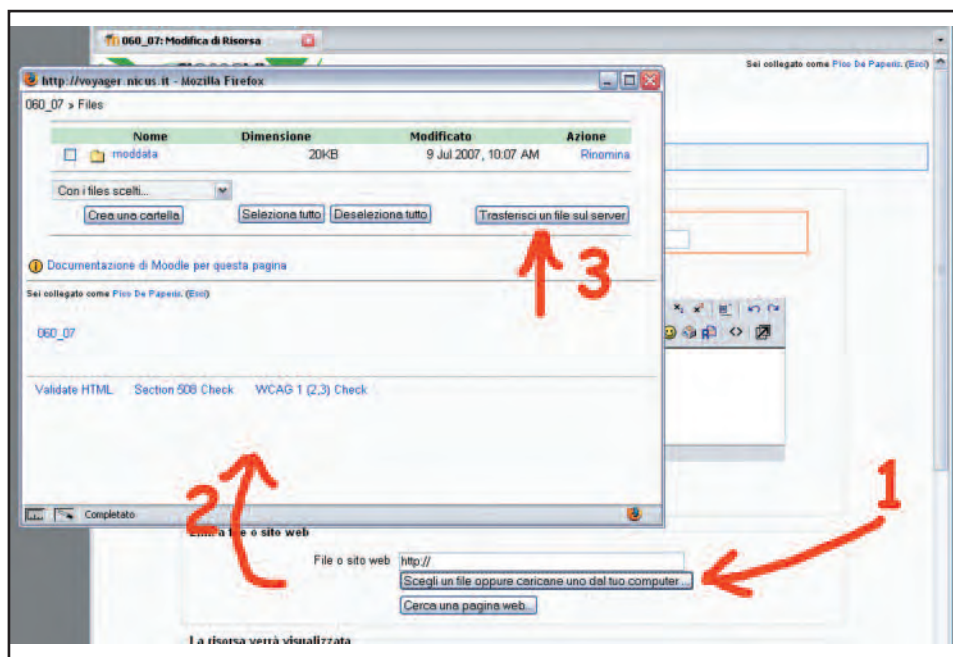 060_07: Modifica di Risorsa
Sei collegato come Pico De Paperis. (Esci)
http://voyager.nicus.it - Mozilla Firefox
060_07 » Files
Nome Dimensione Modificato Azione
moddata 20KB 9 Jul 2007, 10:07 AM Rinomina
Con i files scelti...
Crea una cartella Seleziona tutto Deseleziona tutto Trasferisci un file sul server
3
Documentazione di Moodle per questa pagina
Sei collegato come Pico De Paperis. (Esci)
060_07
Validate HTML Section 508 Check WCAG 1 (2,3) Check
2
1
Completato
Link a file o sito web
File o sito web http://
Scegli un file oppure caricane uno dal tuo computer...
Cerca una pagina web...
La risorsa verrà visualizzata